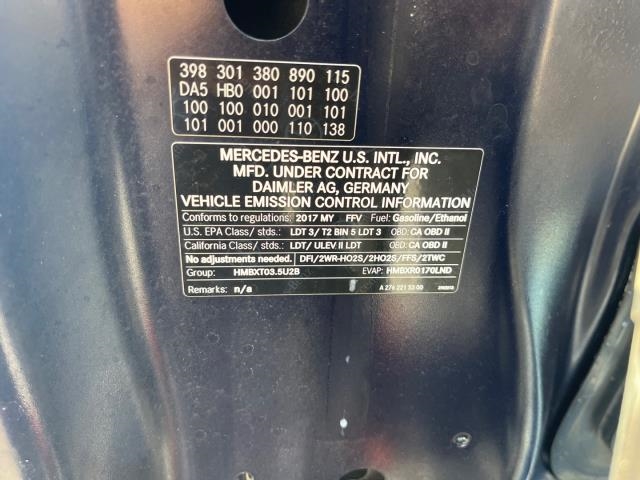 398 301 380 890 115
DA5 HB0 001 101 100
100 100 010 001 101
101 001 000 110 138
MERCEDES-BENZ U.S. INTL., INC.
MFD. UNDER CONTRACT FOR
DAIMLER AG, GERMANY
VEHICLE EMISSION CONTROL INFORMATION
Conforms to regulations: 2017 MY FFV Fuel: Gasoline/Ethanol
U.S. EPA Class/ stds.: LDT 3/ T2 BIN 5 LDT 3 OBD: CA OBD II
California Class/ stds.: LDT/ ULEV II LDT OBD: CA OBD II
No adjustments needed. DFI/2WR-HO2S/2HO2S/FFS/2TWC
Group: HMBXT03.5U2B EVAP: HMBXR0170LND
Remarks: n/a A 276 221 53 00